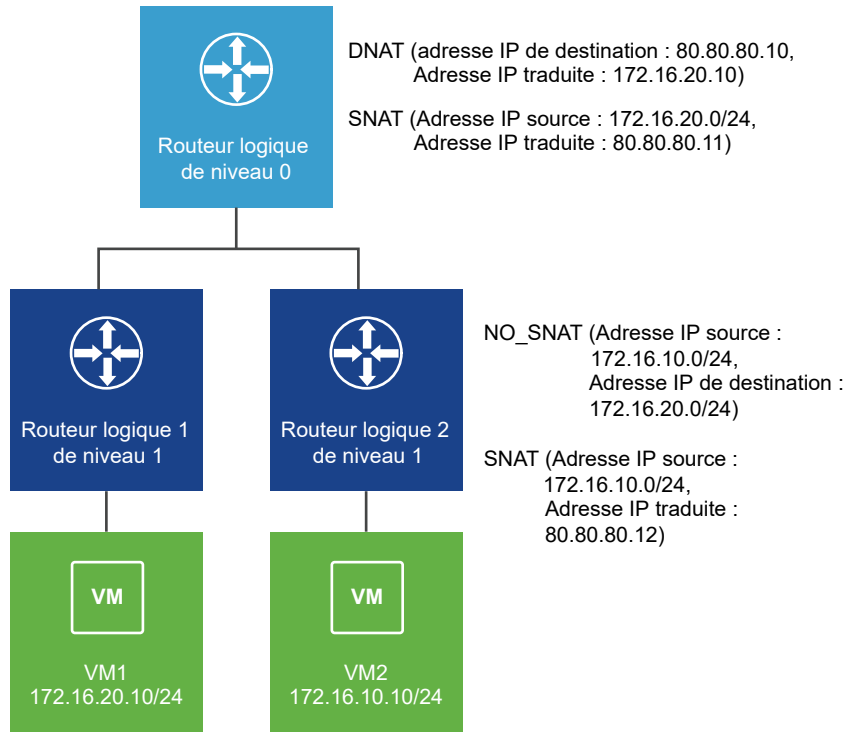 DNAT (adresse IP de destination : 80.80.80.10,
Adresse IP traduite : 172.16.20.10)
SNAT (Adresse IP source : 172.16.20.0/24,
Adresse IP traduite : 80.80.80.11)
Routeur logique
de niveau 0
Routeur logique 1
de niveau 1
Routeur logique 2
de niveau 1
NO_SNAT (Adresse IP source :
172.16.10.0/24,
Adresse IP de destination :
172.16.20.0/24)
SNAT (Adresse IP source :
172.16.10.0/24,
Adresse IP traduite :
80.80.80.12)
VM
VM1
172.16.20.10/24
VM
VM2
172.16.10.10/24